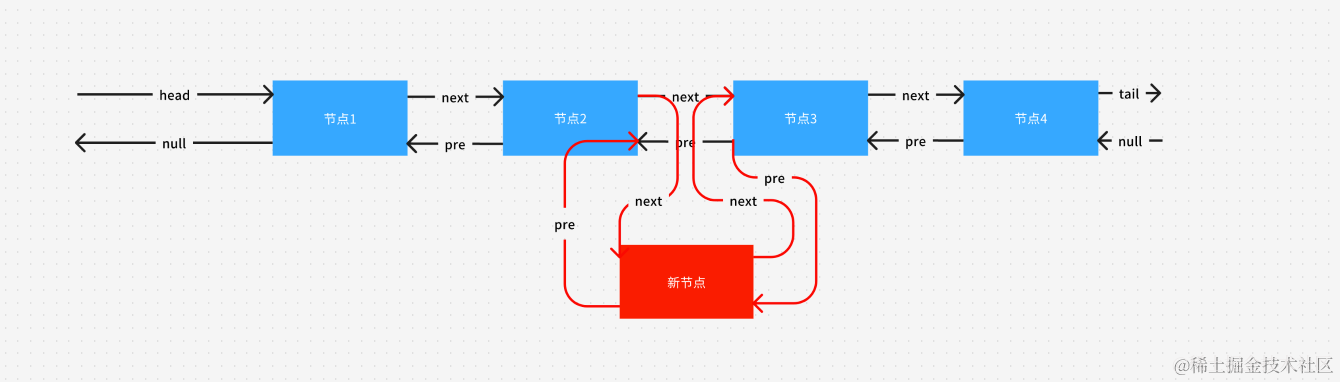 head
next
next
next
tail
节点1
节点2
节点3
节点4
null
pre
pre
pre
null
pre
next
next
pre
新节点
@稀土掘金技术社区